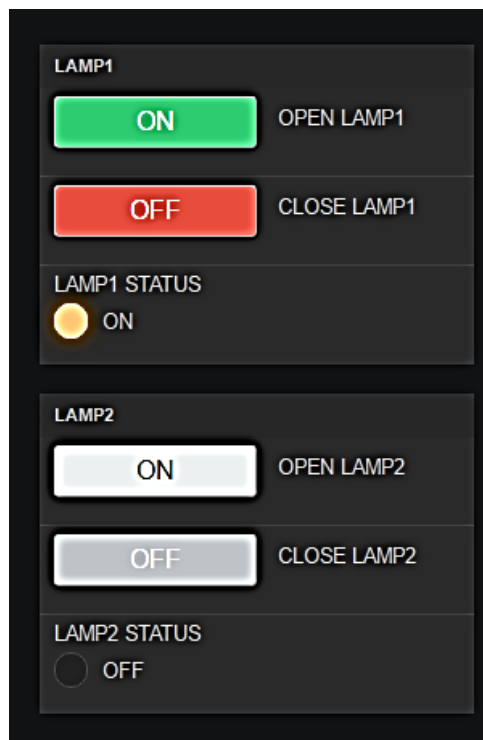 LAMP1
ON OPEN LAMP1
OFF CLOSE LAMP1
LAMP1 STATUS
ON
LAMP2
ON OPEN LAMP2
OFF CLOSE LAMP2
LAMP2 STATUS
OFF